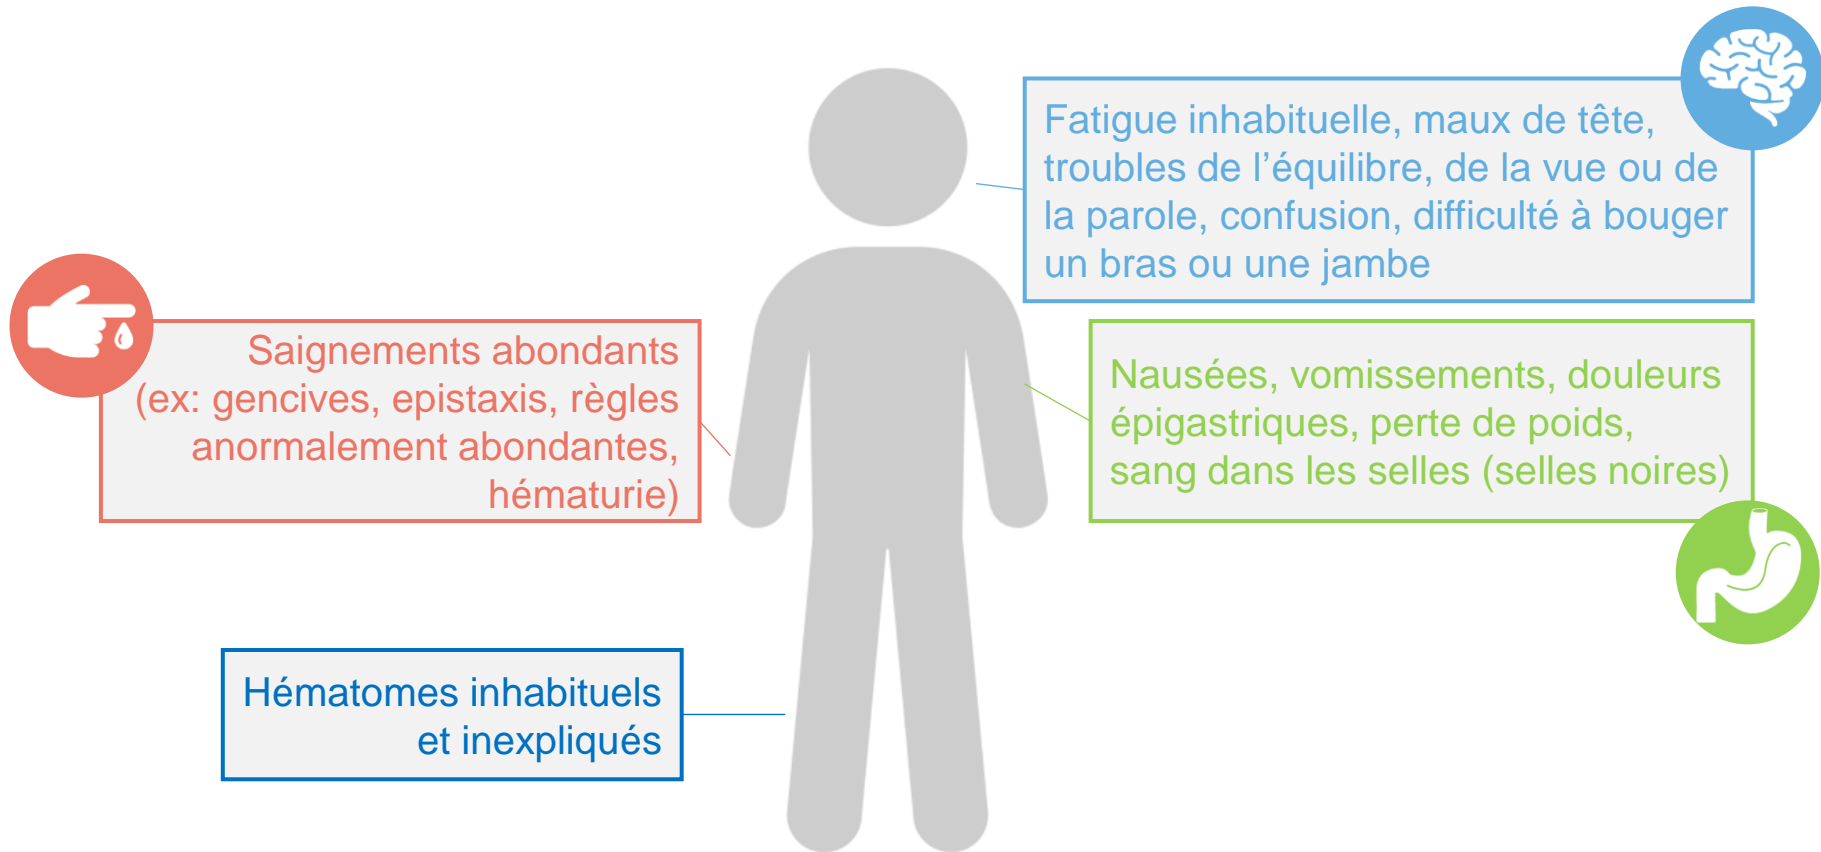 Fatigue inhabituelle, maux de tête,
troubles de l’équilibre, de la vue ou de
la parole, confusion, difficulté à bouger
un bras ou une jambe
Saignements abondants
(ex: gencives, epistaxis, règles
anormalement abondantes,
hématurie)
Nausées, vomissements, douleurs
épigastriques, perte de poids,
sang dans les selles (selles noires)
Hématomes inhabituels
et inexpliqués